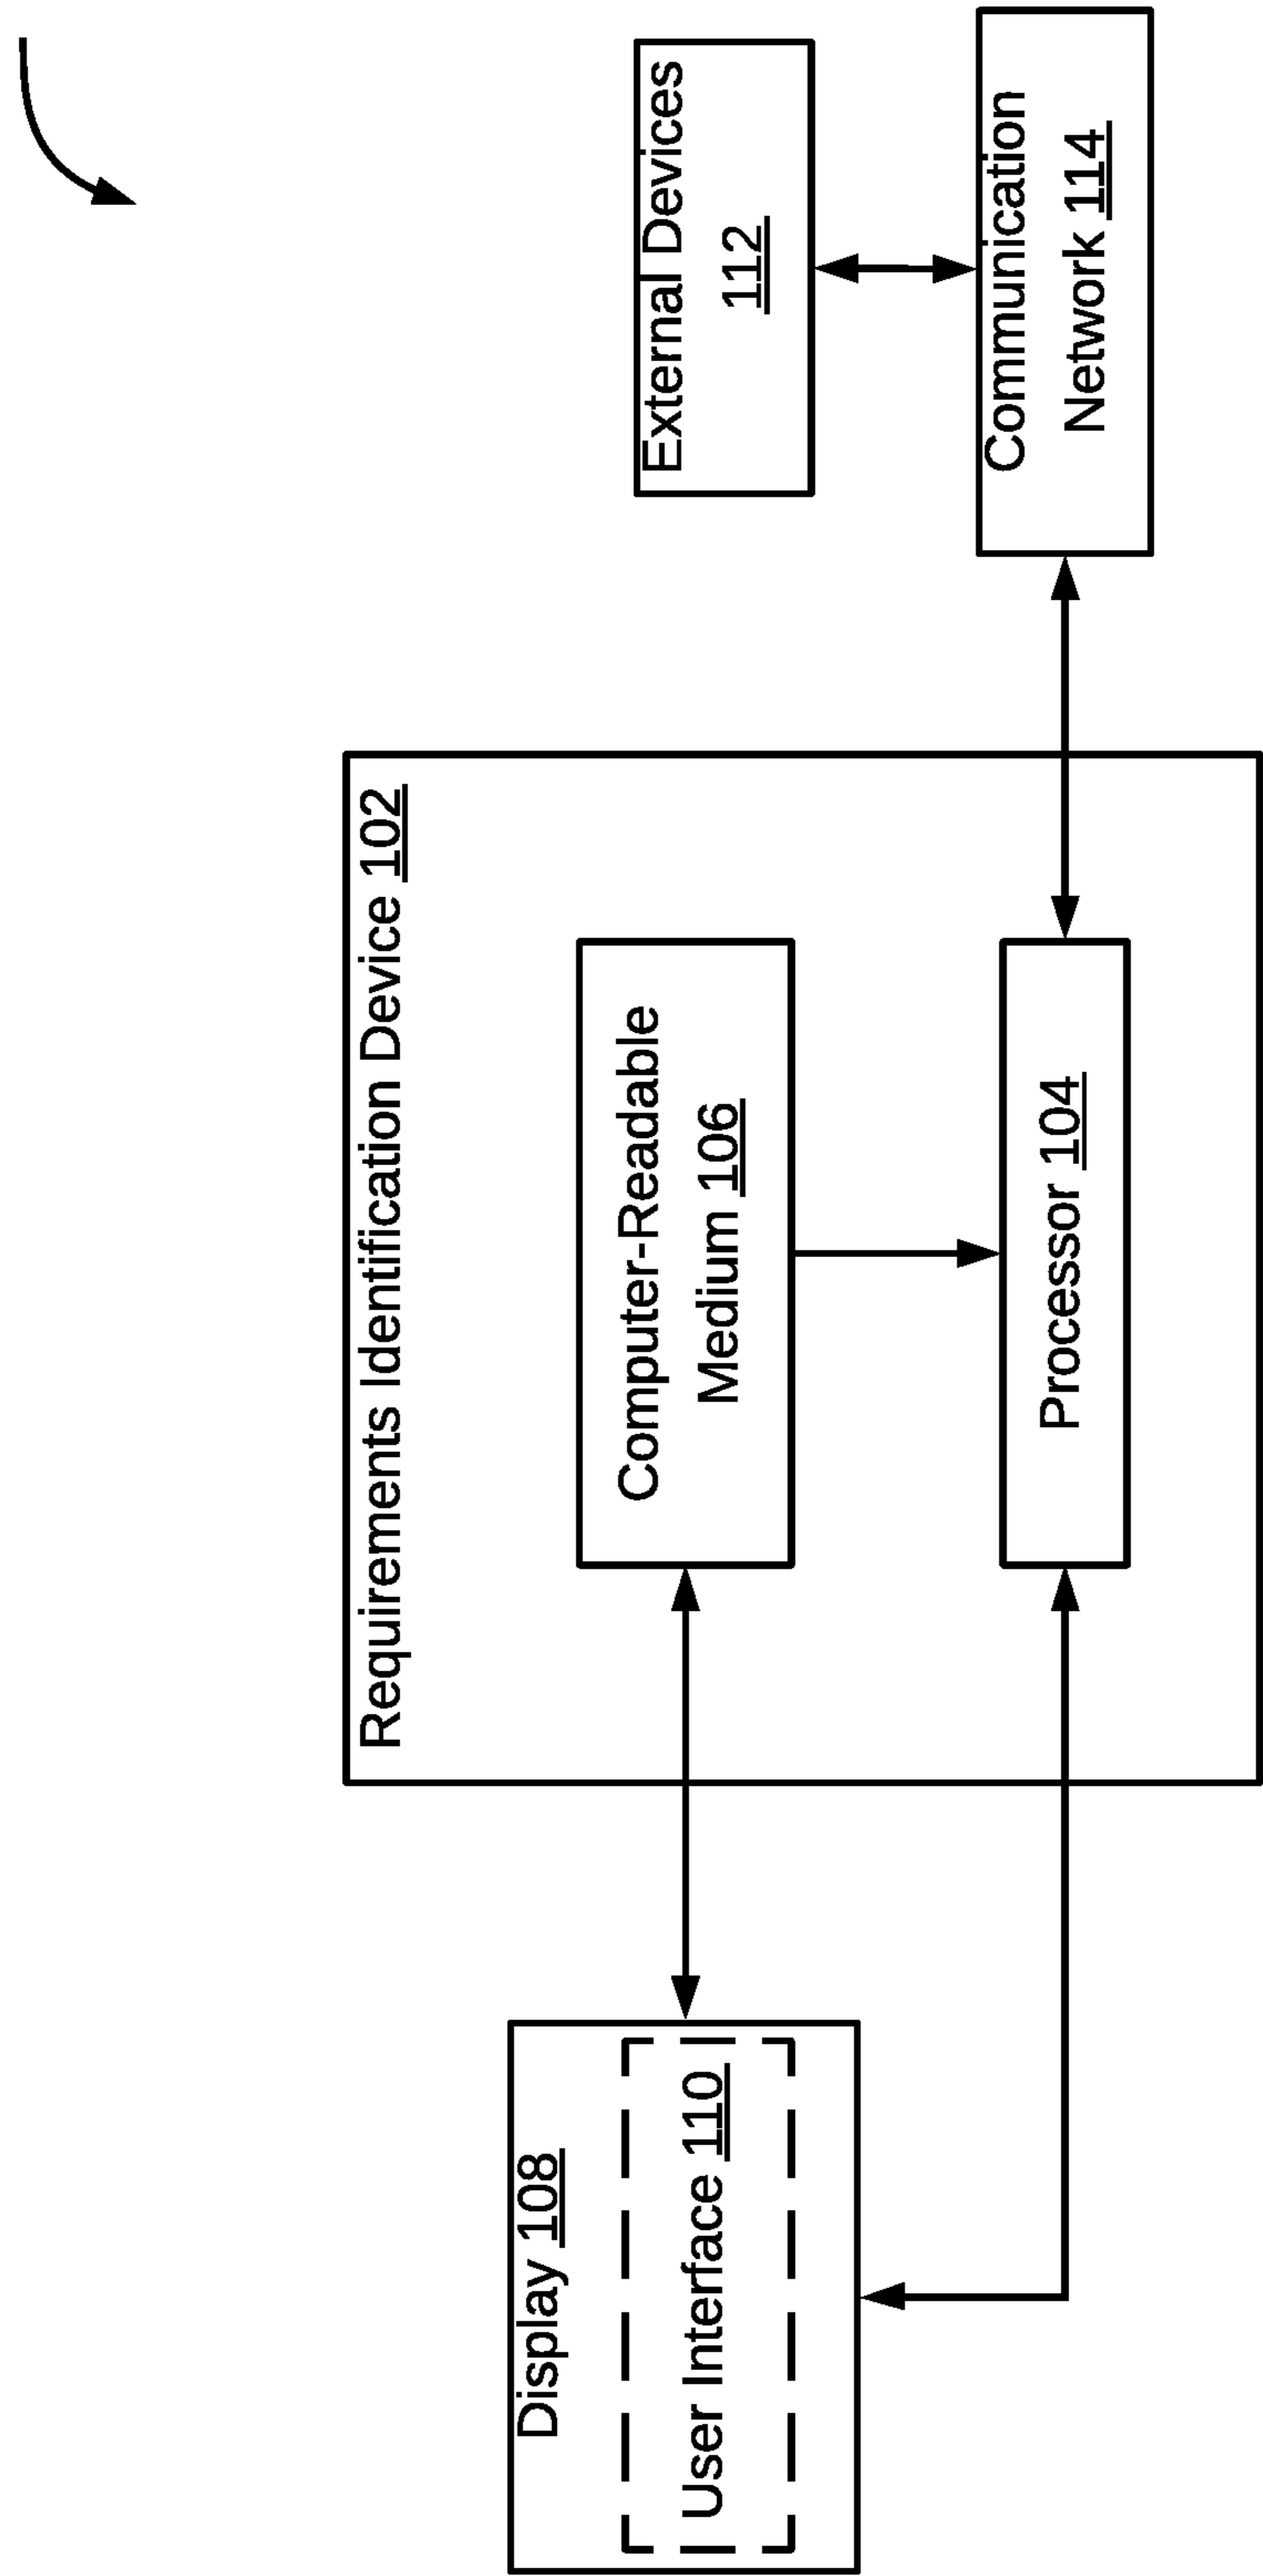 Requirements Identification Device 102
Display 108
User Interface 110
Computer-Readable
Medium 106
Processor 104
External Devices
112
Communication
Network 114